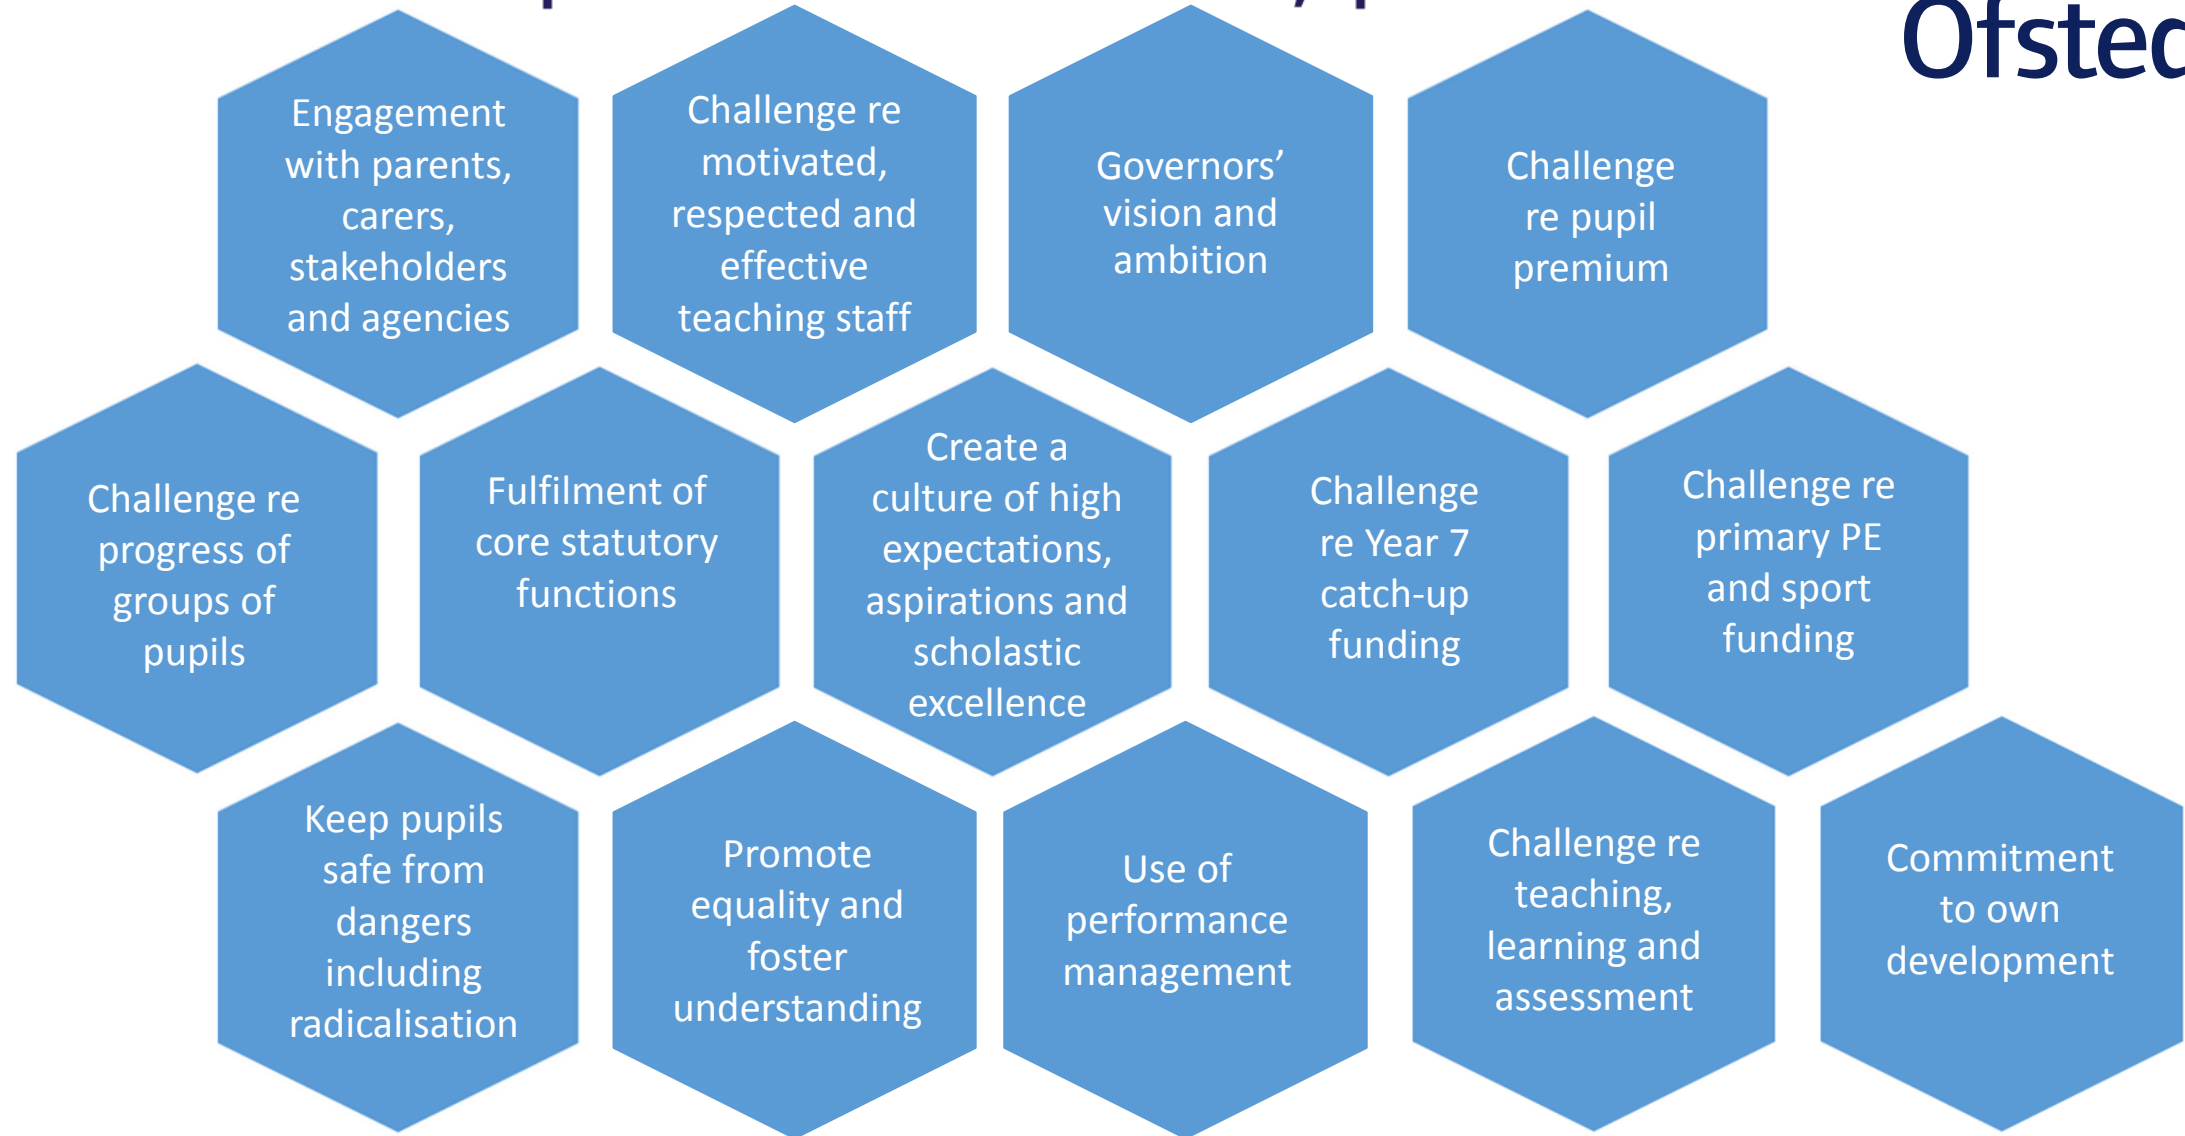 Ofsted
Engagement
with parents,
carers,
stakeholders
and agencies
Challenge re
motivated,
respected and
effective
teaching staff
Governors’
vision and
ambition
Challenge
re pupil
premium
Challenge re
progress of
groups of
pupils
Fulfilment of
core statutory
functions
Create a
culture of high
expectations,
aspirations and
scholastic
excellence
Challenge
re Year 7
catch-up
funding
Challenge re
primary PE
and sport
funding
Keep pupils
safe from
dangers
including
radicalisation
Promote
equality and
foster
understanding
Use of
performance
management
Challenge re
teaching,
learning and
assessment
Commitment
to own
development